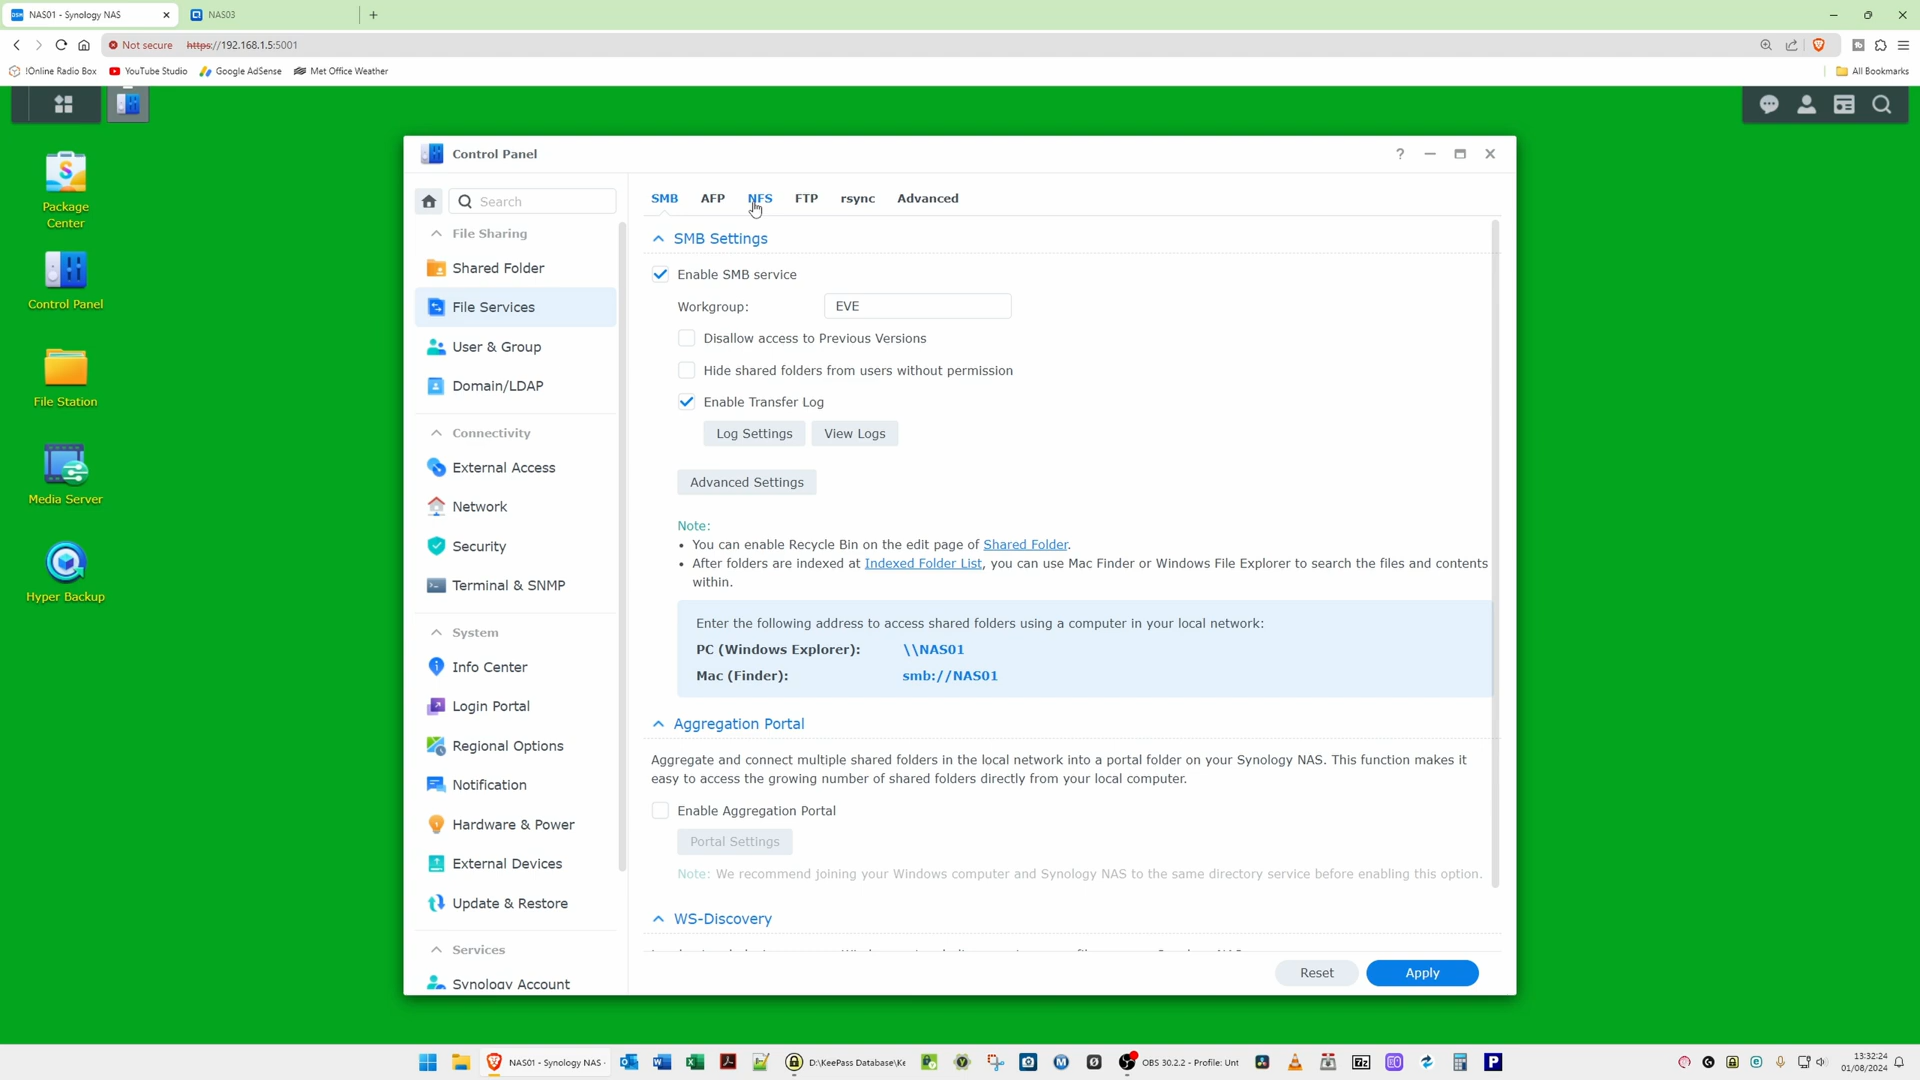 NAS01 - Synology NAS
NAS03
Not secure https://192.168.1.5:5001
!Online Radio Box YouTube Studio Google AdSense Met Office Weather All Bookmarks
Package
Center
Control Panel
File Station
Media Server
Hyper Backup
Control Panel
Search
File Sharing
Shared Folder
File Services
User & Group
Domain/LDAP
Connectivity
External Access
Network
Security
Terminal & SNMP
System
Info Center
Login Portal
Regional Options
Notification
Hardware & Power
External Devices
Update & Restore
Services
Synology Account
SMB AFP NFS FTP rsync Advanced
SMB Settings
Enable SMB service
Workgroup: EVE
Disallow access to Previous Versions
Hide shared folders from users without permission
Enable Transfer Log
Log Settings View Logs
Advanced Settings
Note:
• You can enable Recycle Bin on the edit page of Shared Folder.
• After folders are indexed at Indexed Folder List, you can use Mac Finder or Windows File Explorer to search the files and contents
within.
Enter the following address to access shared folders using a computer in your local network:
PC (Windows Explorer): \\NAS01
Mac (Finder): smb://NAS01
Aggregation Portal
Aggregate and connect multiple shared folders in the local network into a portal folder on your Synology NAS. This function makes it
easy to access the growing number of shared folders directly from your local computer.
Enable Aggregation Portal
Portal Settings
Note: We recommend joining your Windows computer and Synology NAS to the same directory service before enabling this option.
WS-Discovery
Reset Apply
NAS01 - Synology NAS -
D:\KeePass Database\Ke
OBS 30.2.2 - Profile: Unt
13:32:24
01/08/2024